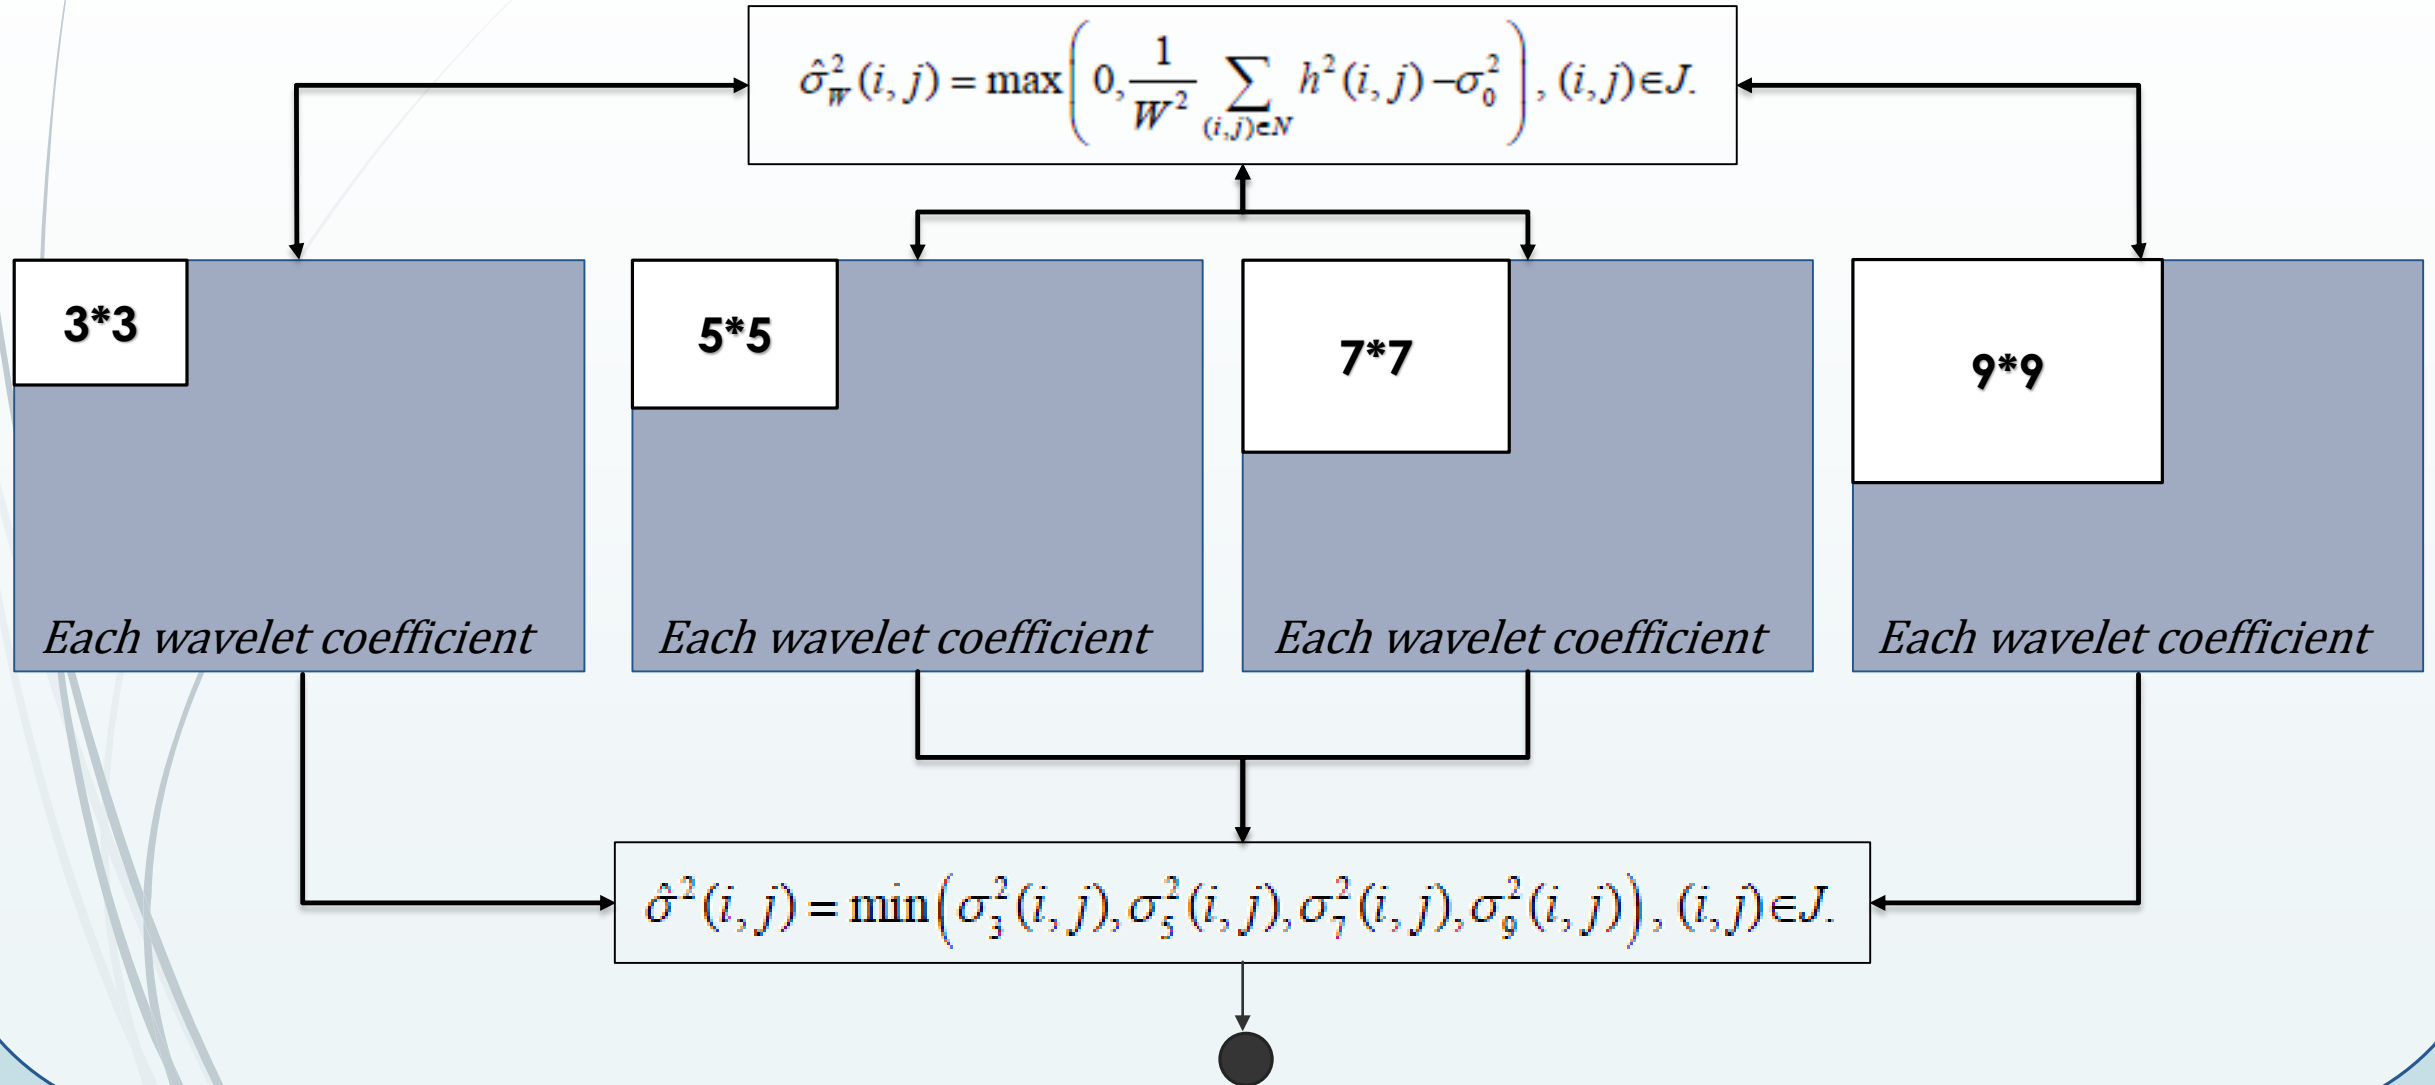 σ̂²_W(i, j) = max(0, 1/W² ∑_{(i,j)∈N} h²(i, j) − σ₀²), (i, j)∈J.
3*3
5*5
7*7
9*9
Each wavelet coefficient
Each wavelet coefficient
Each wavelet coefficient
Each wavelet coefficient
σ̂²(i, j) = min(σ₃²(i, j), σ₅²(i, j), σ₇²(i, j), σ₉²(i, j)), (i, j)∈J.